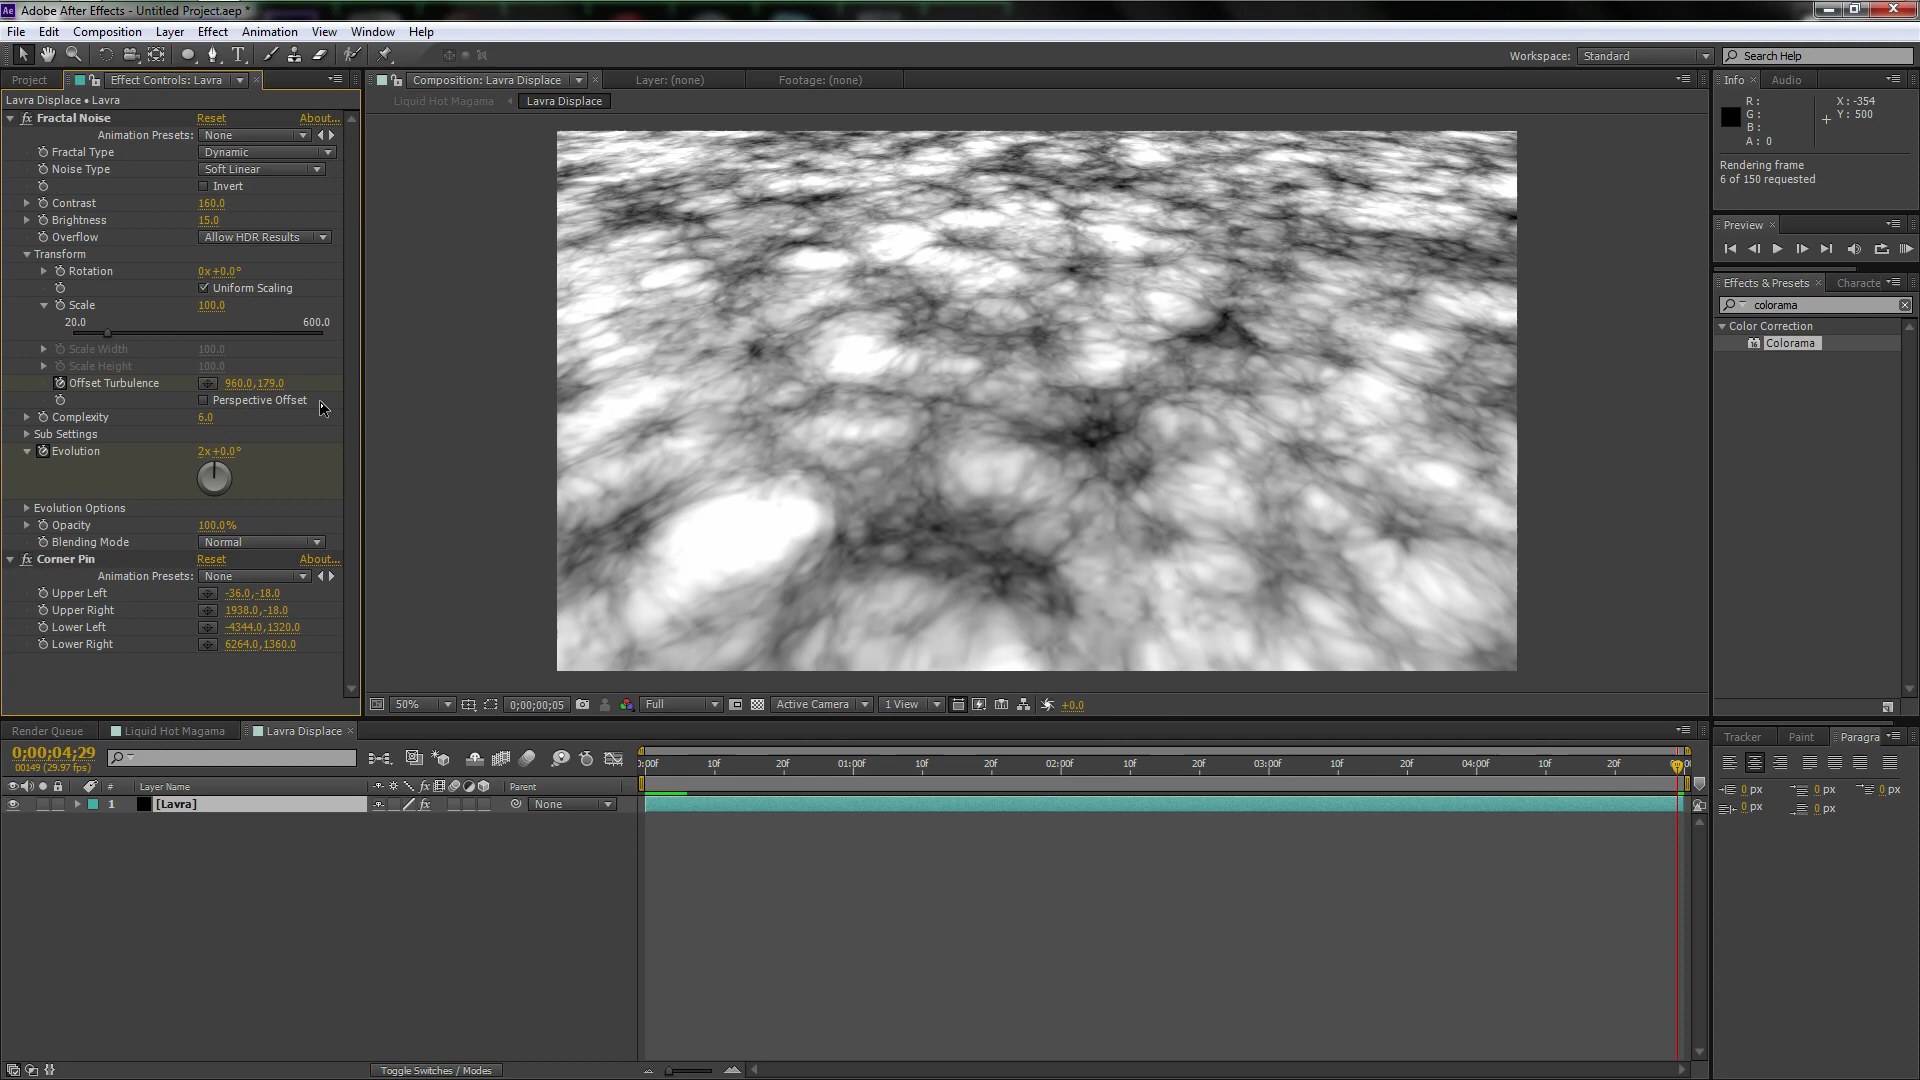 Adobe After Effects - Untitled Project.aep *
File Edit Composition Layer Effect Animation View Window Help
Workspace: Standard Search Help
Project Effect Controls: Lavra Composition: Lavra Displace Layer: (none) Footage: (none) Info Audio
Lavra Displace • Lavra
Liquid Hot Magama Lavra Displace
Fractal Noise Reset About...
Animation Presets: None
Fractal Type Dynamic
Noise Type Soft Linear
Invert
Contrast 160.0
Brightness 15.0
Overflow Allow HDR Results
Transform
Rotation 0x+0.0°
Uniform Scaling
Scale 100.0
20.0 600.0
Scale Width 100.0
Scale Height 100.0
Offset Turbulence 960.0,179.0
Perspective Offset
Complexity 6.0
Sub Settings
Evolution 2x+0.0°
Evolution Options
Opacity 100.0%
Blending Mode Normal
Corner Pin Reset About...
Animation Presets: None
Upper Left -36.0,-18.0
Upper Right 1938.0,-18.0
Lower Left -4344.0,1320.0
Lower Right 6264.0,1360.0
R: X: -354
G: Y: 500
B:
A: 0
Rendering frame
6 of 150 requested
Preview
Effects & Presets Characte
colorama
Color Correction
Colorama
50% 0;00;00;05 Full Active Camera 1 View +0.0
Render Queue Liquid Hot Magama Lavra Displace
0;00;04;29
00149 (29.97 fps)
0:00f 10f 20f 01:00f 10f 20f 02:00f 10f 20f 03:00f 10f 20f 04:00f 10f 20f
# Layer Name Parent
1 [Lavra] None
Toggle Switches / Modes
Tracker Paint Paragra
0 px 0 px 0 px
0 px 0 px